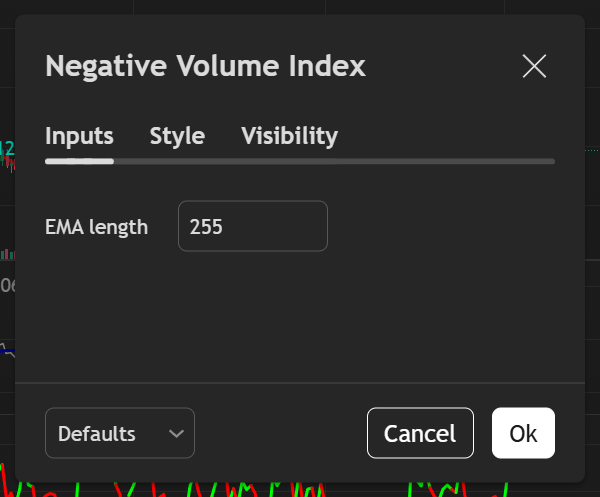 Negative Volume Index
Inputs Style Visibility
EMA length 255
Defaults Cancel Ok